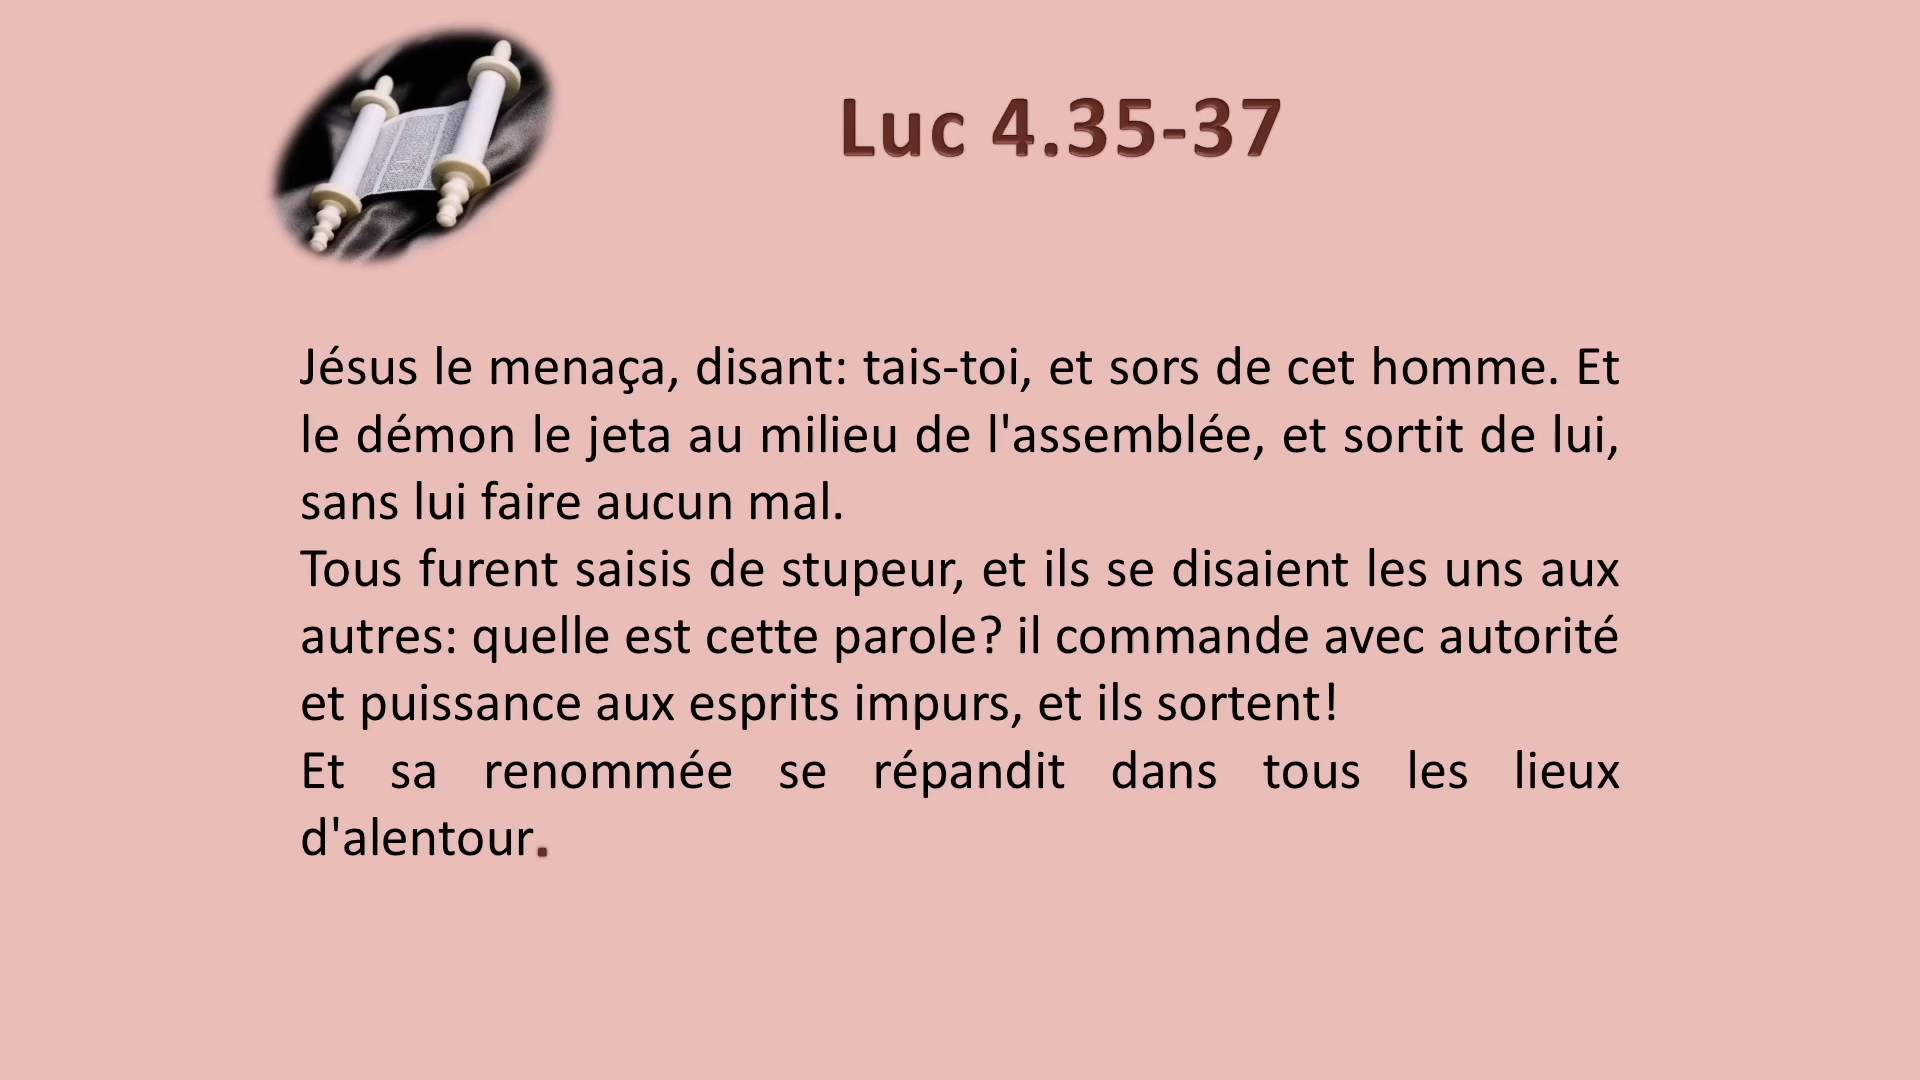 Luc 4.35-37
Jésus le menaça, disant: tais-toi, et sors de cet homme. Et
le démon le jeta au milieu de l'assemblée, et sortit de lui,
sans lui faire aucun mal.
Tous furent saisis de stupeur, et ils se disaient les uns aux
autres: quelle est cette parole? il commande avec autorité
et puissance aux esprits impurs, et ils sortent!
Et sa renommée se répandit dans tous les lieux
d'alentour.